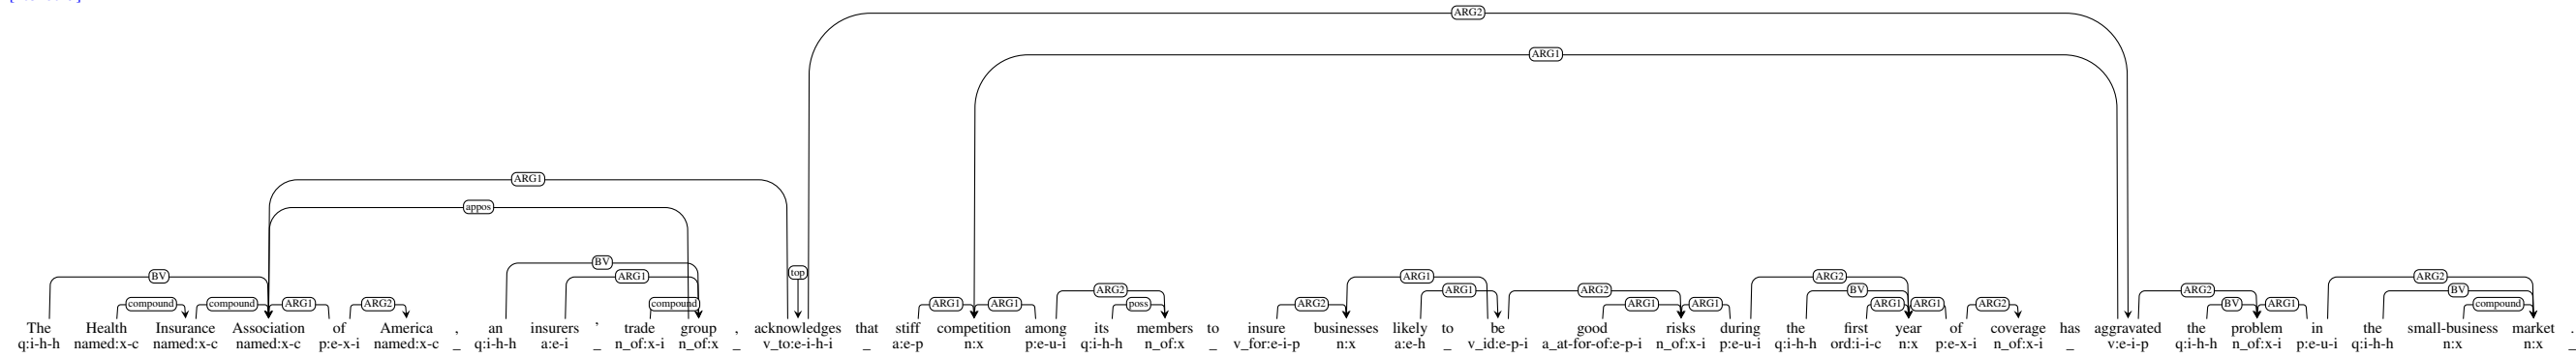 ARG2
ARG1
ARG1
appos
BV ARG1 top ARG1 ARG2 ARG2
BV ARG1 ARG2 ARG1 ARG2 BV ARG2 BV
compound compound ARG1 ARG2 compound ARG1 ARG1 poss ARG2 ARG1 ARG1 ARG1 ARG1 ARG2 BV ARG1 compound
The Health Insurance Association of America , an insurers ' trade group , acknowledges that stiff competition among its members to insure businesses likely to be good risks during the first year of coverage has aggravated the problem in the small-business market .
q:i-h-h named:x-c named:x-c named:x-c p:e-x-i named:x-c _ q:i-h-h a:e-i _ n_of:x-i n_of:x _ v_to:e-i-h-i _ a:e-p n:x p:e-u-i q:i-h-h n_of:x _ v_for:e-i-p n:x a:e-h _ v_id:e-p-i a_at-for-of:e-p-i n_of:x-i p:e-u-i q:i-h-h ord:i-i-c n:x p:e-x-i n_of:x-i _ v:e-i-p q:i-h-h n_of:x-i p:e-u-i q:i-h-h n:x n:x _